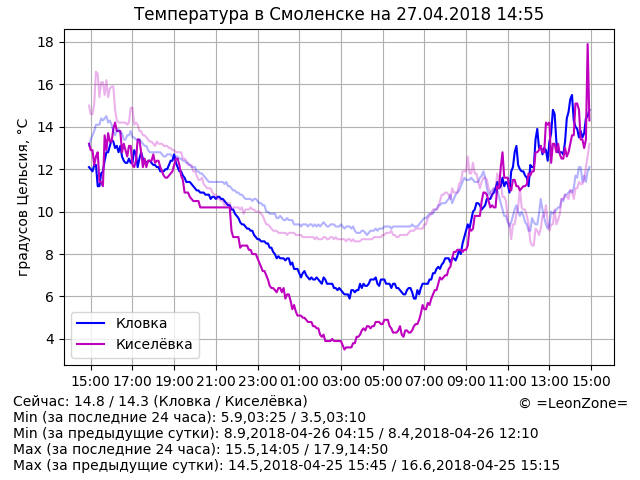 Температура в Смоленске на 27.04.2018 14:55
18
16
14
12
10
8
6
4
градусов Цельсия, °C
Кловка
Киселёвка
15:00 17:00 19:00 21:00 23:00 01:00 03:00 05:00 07:00 09:00 11:00 13:00 15:00
Сейчас: 14.8 / 14.3 (Кловка / Киселёвка)
© =LeonZone=
Min (за последние 24 часа): 5.9,03:25 / 3.5,03:10
Min (за предыдущие сутки): 8.9,2018-04-26 04:15 / 8.4,2018-04-26 12:10
Max (за последние 24 часа): 15.5,14:05 / 17.9,14:50
Max (за предыдущие сутки): 14.5,2018-04-25 15:45 / 16.6,2018-04-25 15:15